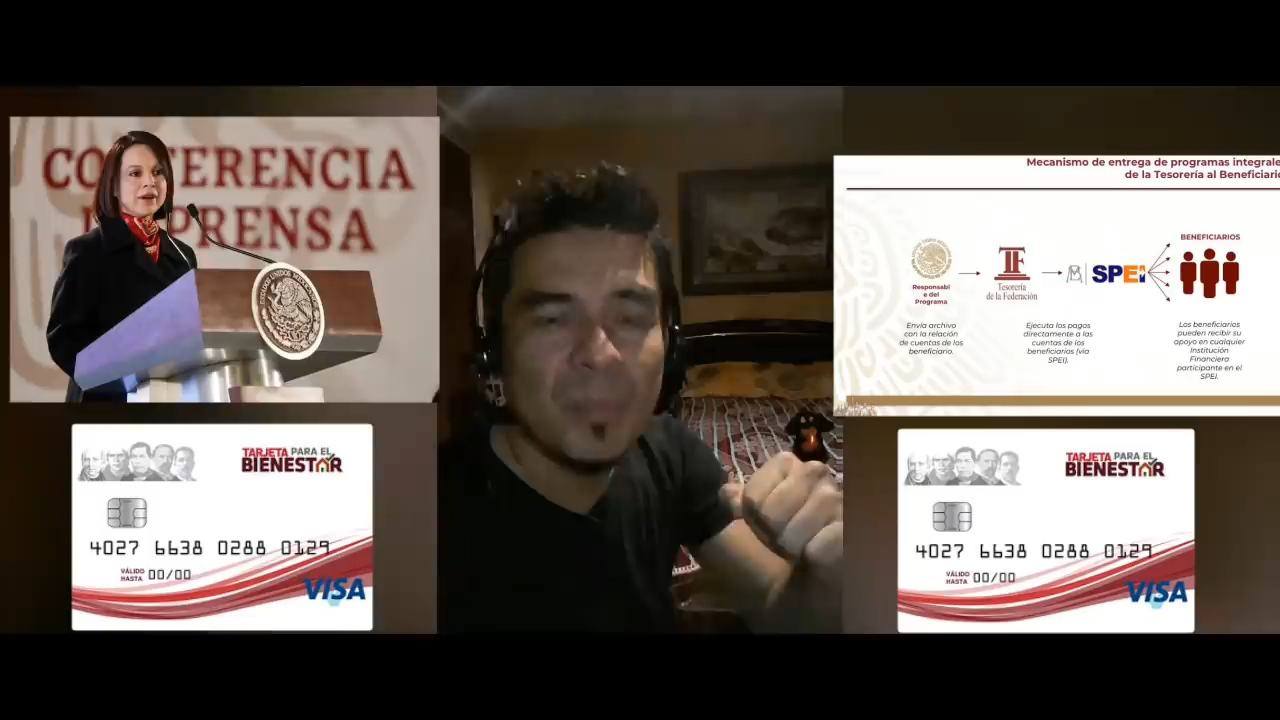 CONFERENCIA
PRENSA
ESTADOS UNIDOS MEXICANOS
TARJETA PARA EL
BIENESTAR
4027 6638 0288 0129
VÁLIDO
HASTA 00/00
VISA
Mecanismo de entrega de programas integrale
de la Tesorería al Beneficiario
BENEFICIARIOS
Responsabl
e del
Programa
Tesorería
de la Federación
SPEI
Envía archivo
con la relación
de cuentas de los
beneficiario.
Ejecuta los pagos
directamente a las
cuentas de los
beneficiarios (vía
SPEI).
Los beneficiarios
pueden recibir su
apoyo en cualquier
Institución
Financiera
participante en el
SPEI.
TARJETA PARA EL
BIENESTAR
4027 6638 0288 0129
VÁLIDO
HASTA 00/00
VISA